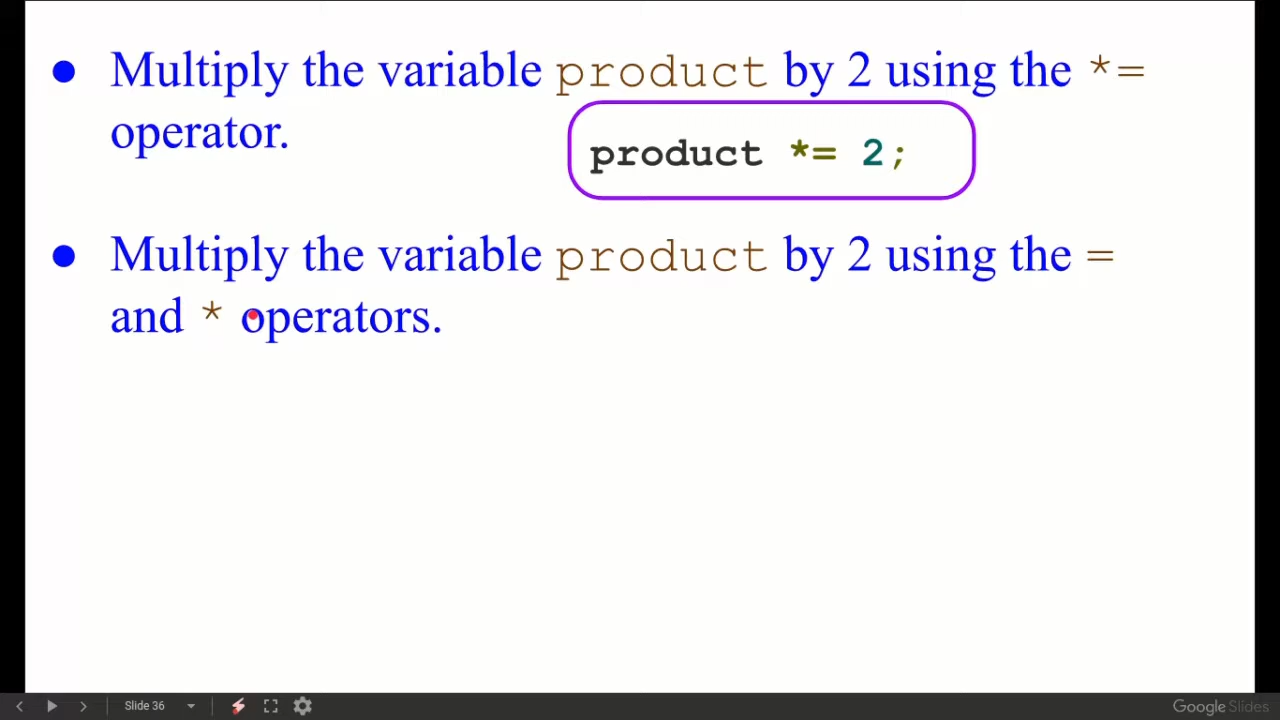 ● Multiply the variable product by 2 using the *=
operator.
product *= 2;
● Multiply the variable product by 2 using the =
and * operators.
Slide 36
Google Slides